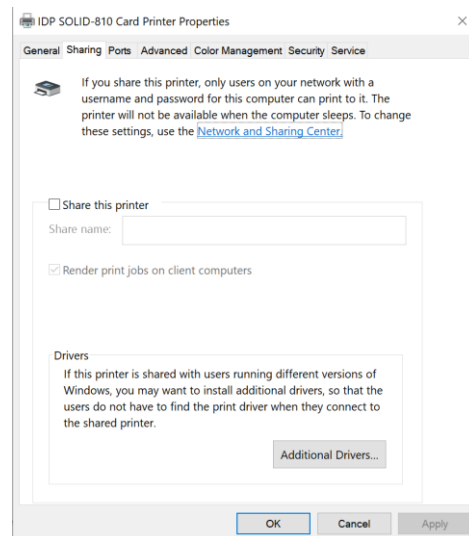 IDP SOLID-810 Card Printer Properties
General Sharing Ports Advanced Color Management Security Service
If you share this printer, only users on your network with a
username and password for this computer can print to it. The
printer will not be available when the computer sleeps. To change
these settings, use the Network and Sharing Center.
Share this printer
Share name:
Render print jobs on client computers
Drivers
If this printer is shared with users running different versions of
Windows, you may want to install additional drivers, so that the
users do not have to find the print driver when they connect to
the shared printer.
Additional Drivers...
OK Cancel Apply